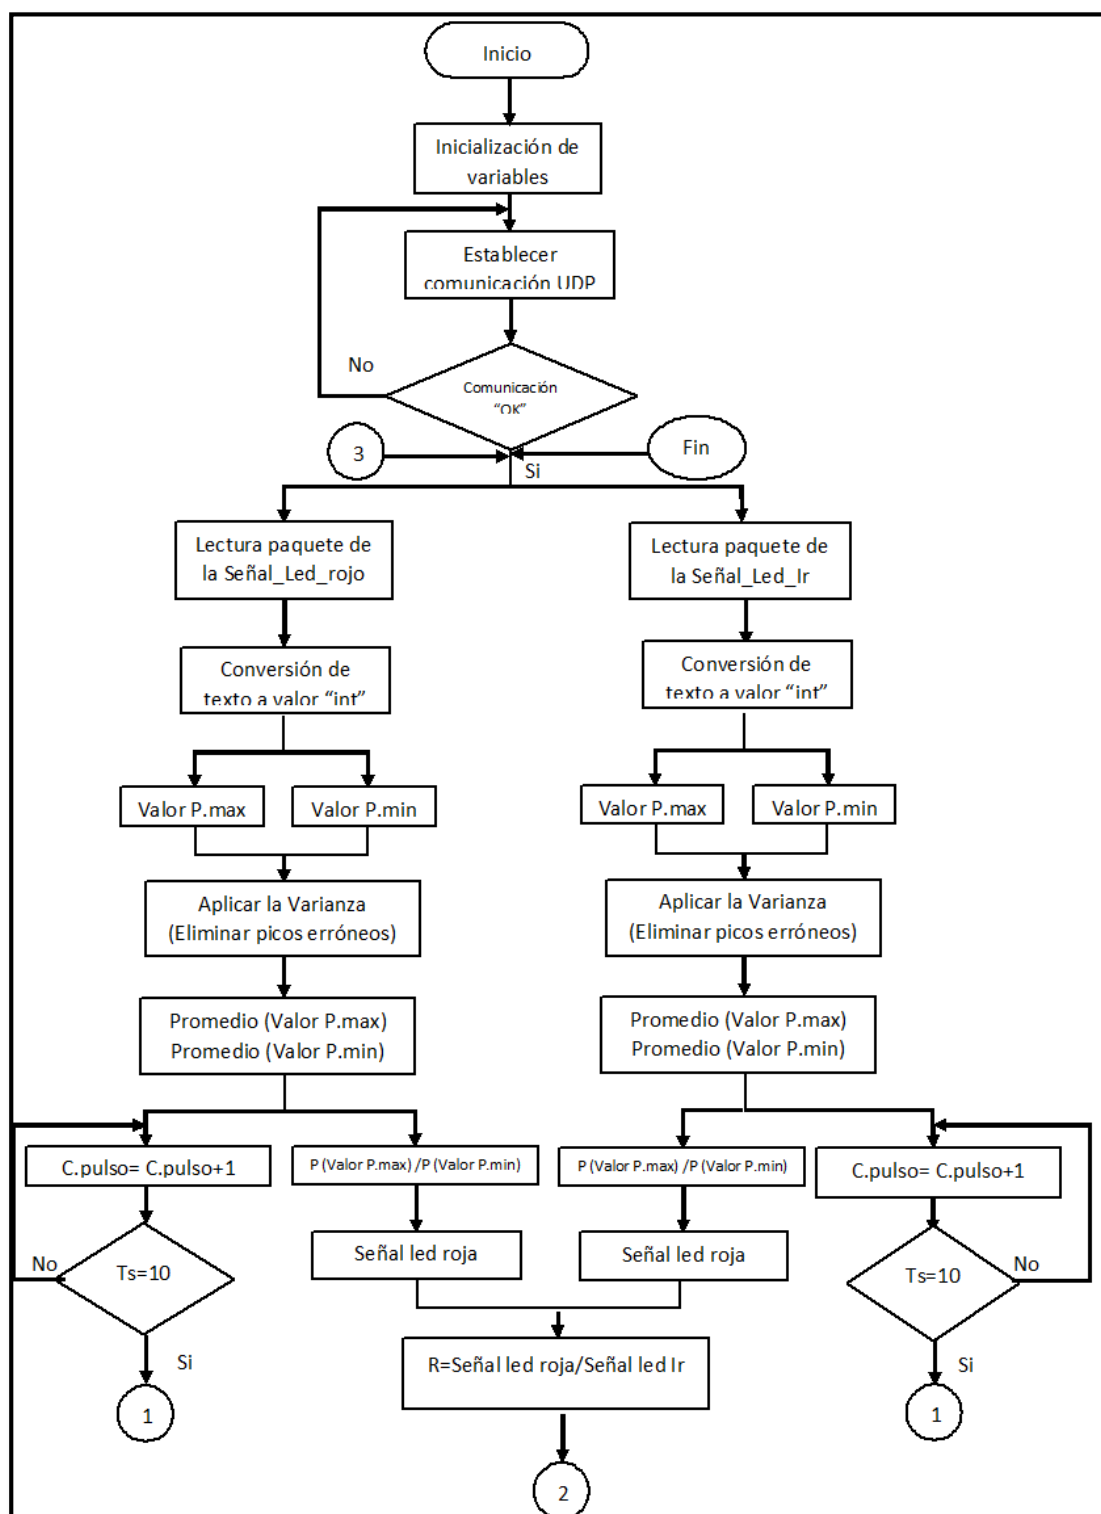 Inicio
Inicialización de
variables
Establecer
comunicación UDP
No
Comunicación
“OK”
3
Fin
Si
Lectura paquete de
la Señal_Led_rojo
Lectura paquete de
la Señal_Led_Ir
Conversión de
texto a valor “int”
Conversión de
texto a valor “int”
Valor P.max
Valor P.min
Valor P.max
Valor P.min
Aplicar la Varianza
(Eliminar picos erróneos)
Aplicar la Varianza
(Eliminar picos erróneos)
Promedio (Valor P.max)
Promedio (Valor P.min)
Promedio (Valor P.max)
Promedio (Valor P.min)
C.pulso= C.pulso+1
P (Valor P.max) /P (Valor P.min)
P (Valor P.max) /P (Valor P.min)
C.pulso= C.pulso+1
No
Ts=10
Señal led roja
Señal led roja
Ts=10
No
Si
R=Señal led roja/Señal led Ir
Si
1
1
2